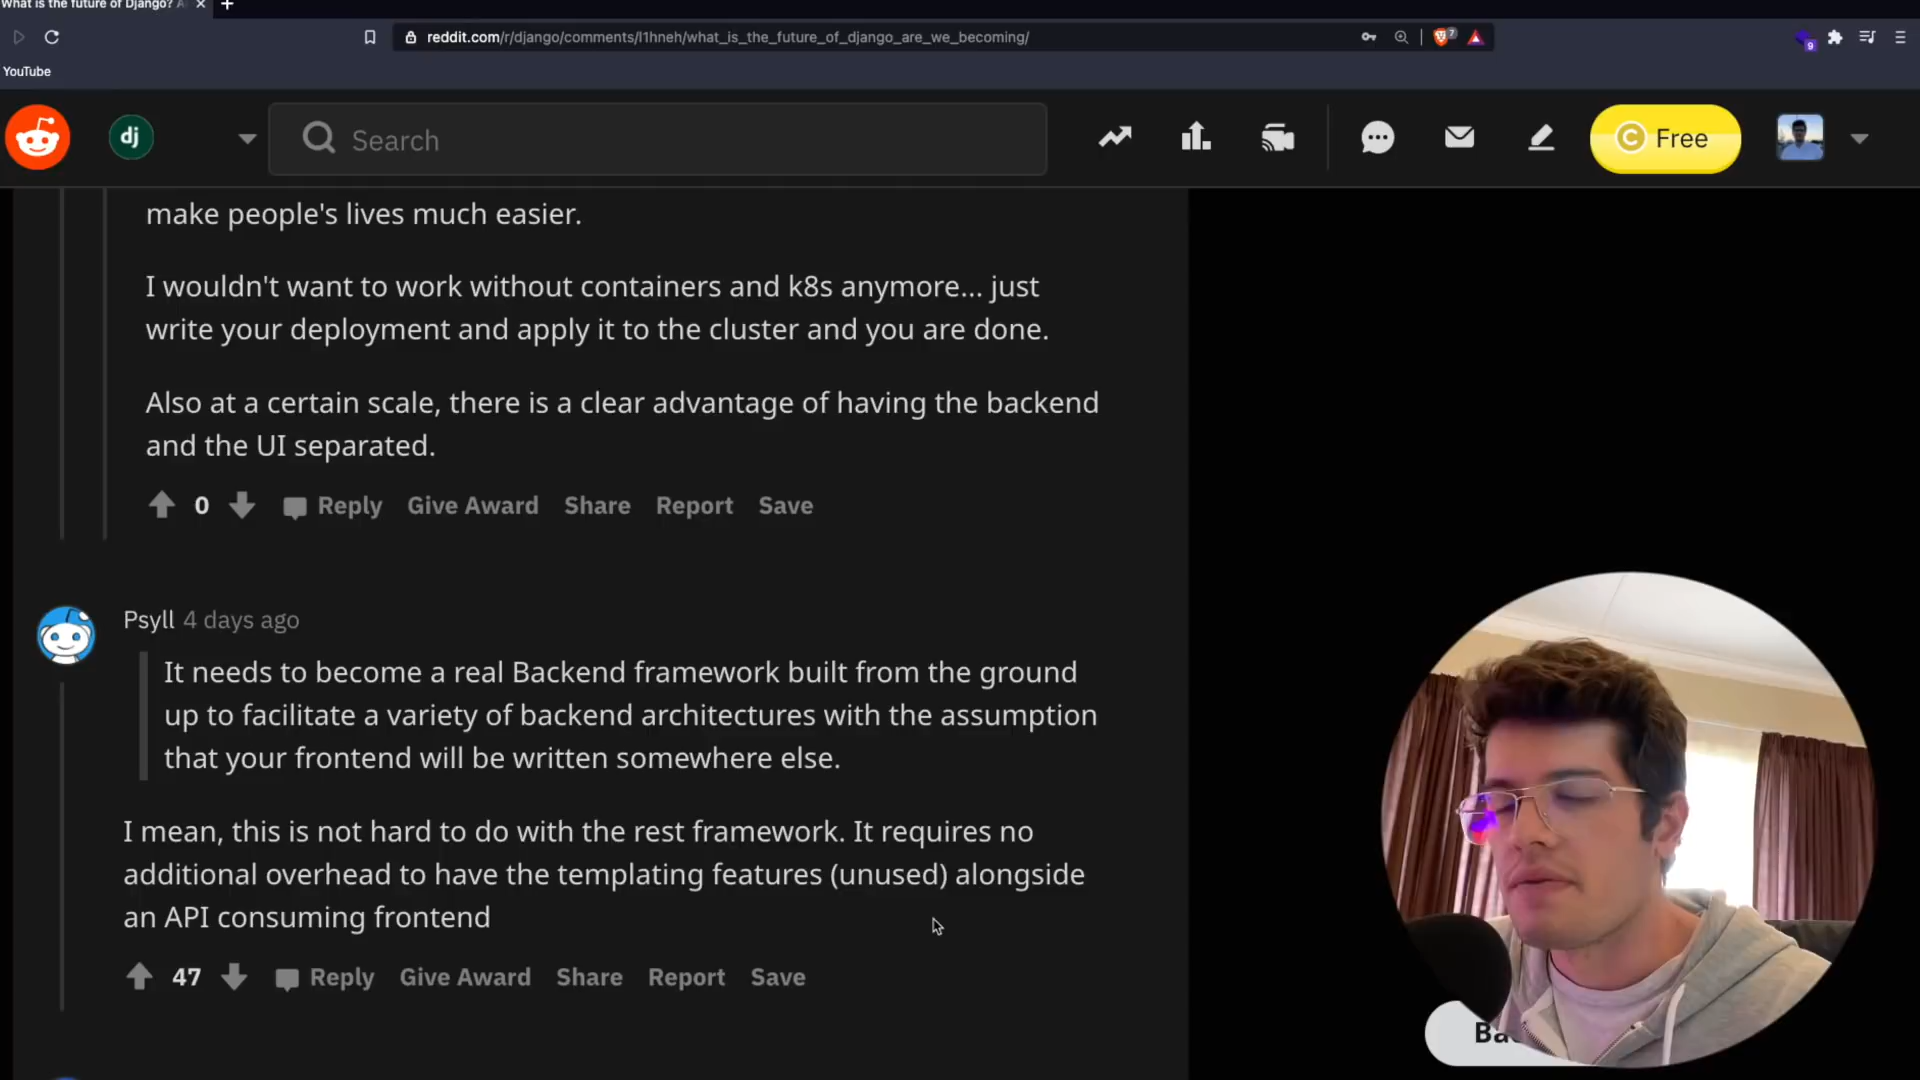 What is the future of Django? A
reddit.com/r/django/comments/l1hneh/what_is_the_future_of_django_are_we_becoming/
7
9
YouTube
dj
Search
Free
make people's lives much easier.
I wouldn't want to work without containers and k8s anymore... just
write your deployment and apply it to the cluster and you are done.
Also at a certain scale, there is a clear advantage of having the backend
and the UI separated.
0 Reply Give Award Share Report Save
Psyll 4 days ago
It needs to become a real Backend framework built from the ground
up to facilitate a variety of backend architectures with the assumption
that your frontend will be written somewhere else.
I mean, this is not hard to do with the rest framework. It requires no
additional overhead to have the templating features (unused) alongside
an API consuming frontend
47 Reply Give Award Share Report Save